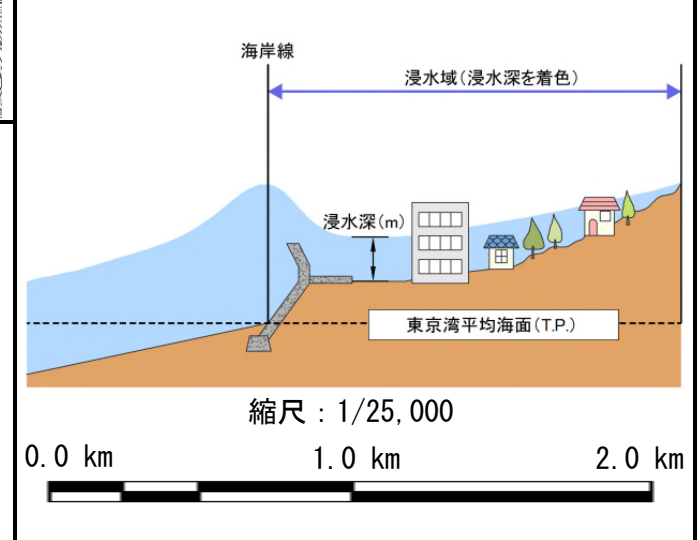 海岸線
浸水域(浸水深を着色)
浸水深(m)
東京湾平均海面(T.P.)
縮尺：1/25,000
0.0 km 1.0 km 2.0 km